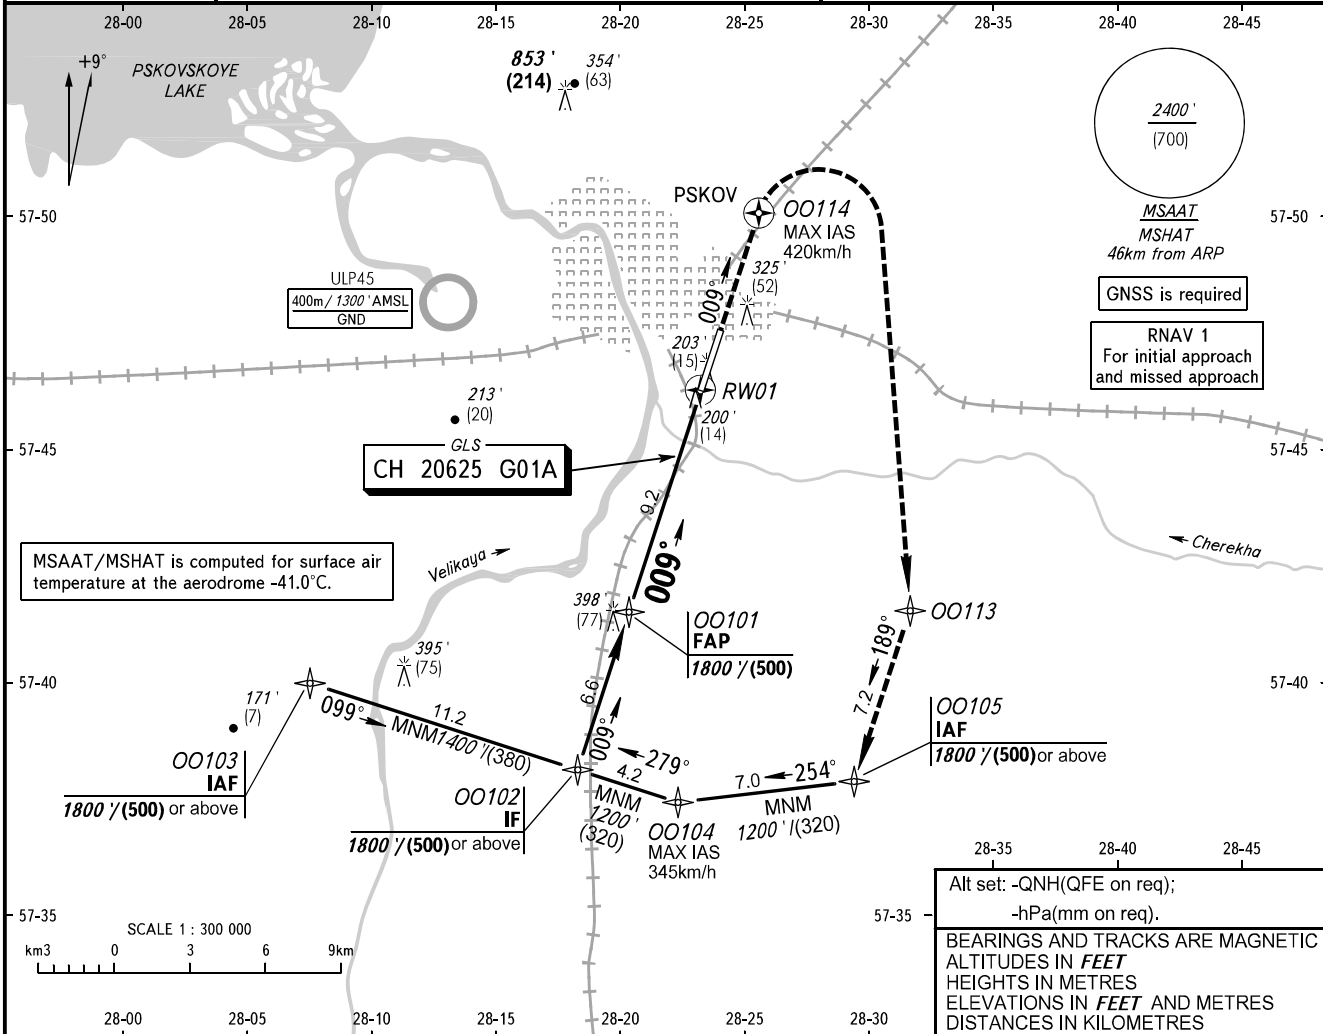 28-00 28-05 28-10 28-15 28-20 28-25 28-35 28-40 28-45
+9°
PSKOVSKOYE
LAKE
853'
(214)
354'
(63)
2400'
(700)
MSAAT
MSHAT
46km from ARP
57-50
PSKOV
OO114
MAX IAS
420km/h
57-50
ULP45
400m/1300'AMSL
GND
009°
325'
(52)
GNSS is required
RNAV 1
For initial approach
and missed approach
203'
(15)
RW01
200'
(14)
213'
(20)
57-45
GLS
CH 20625 G01A
57-45
9.2
009°
MSAAT/MSHAT is computed for surface air
temperature at the aerodrome -41.0°C.
Velikaya
Cherekha
398'
(77)
OO101
FAP
1800'/(500)
OO113
189°
7.2
395'
(75)
57-40
171'
(7)
099°
11.2
MNM1400'/(380)
6.6
009°
57-40
OO103
IAF
1800'/(500) or above
OO102
IF
1800'/(500) or above
279°
4.2
MNM
1200'
(320)
OO104
MAX IAS
345km/h
7.0
254°
MNM
1200'/(320)
OO105
IAF
1800'/(500) or above
28-35 28-40 28-45
57-35
57-35
SCALE 1 : 300 000
km3 0 3 6 9km
Alt set: -QNH(QFE on req);
-hPa(mm on req).
BEARINGS AND TRACKS ARE MAGNETIC
ALTITUDES IN FEET
HEIGHTS IN METRES
ELEVATIONS IN FEET AND METRES
DISTANCES IN KILOMETRES
28-00 28-05 28-10 28-15 28-20 28-25 28-30